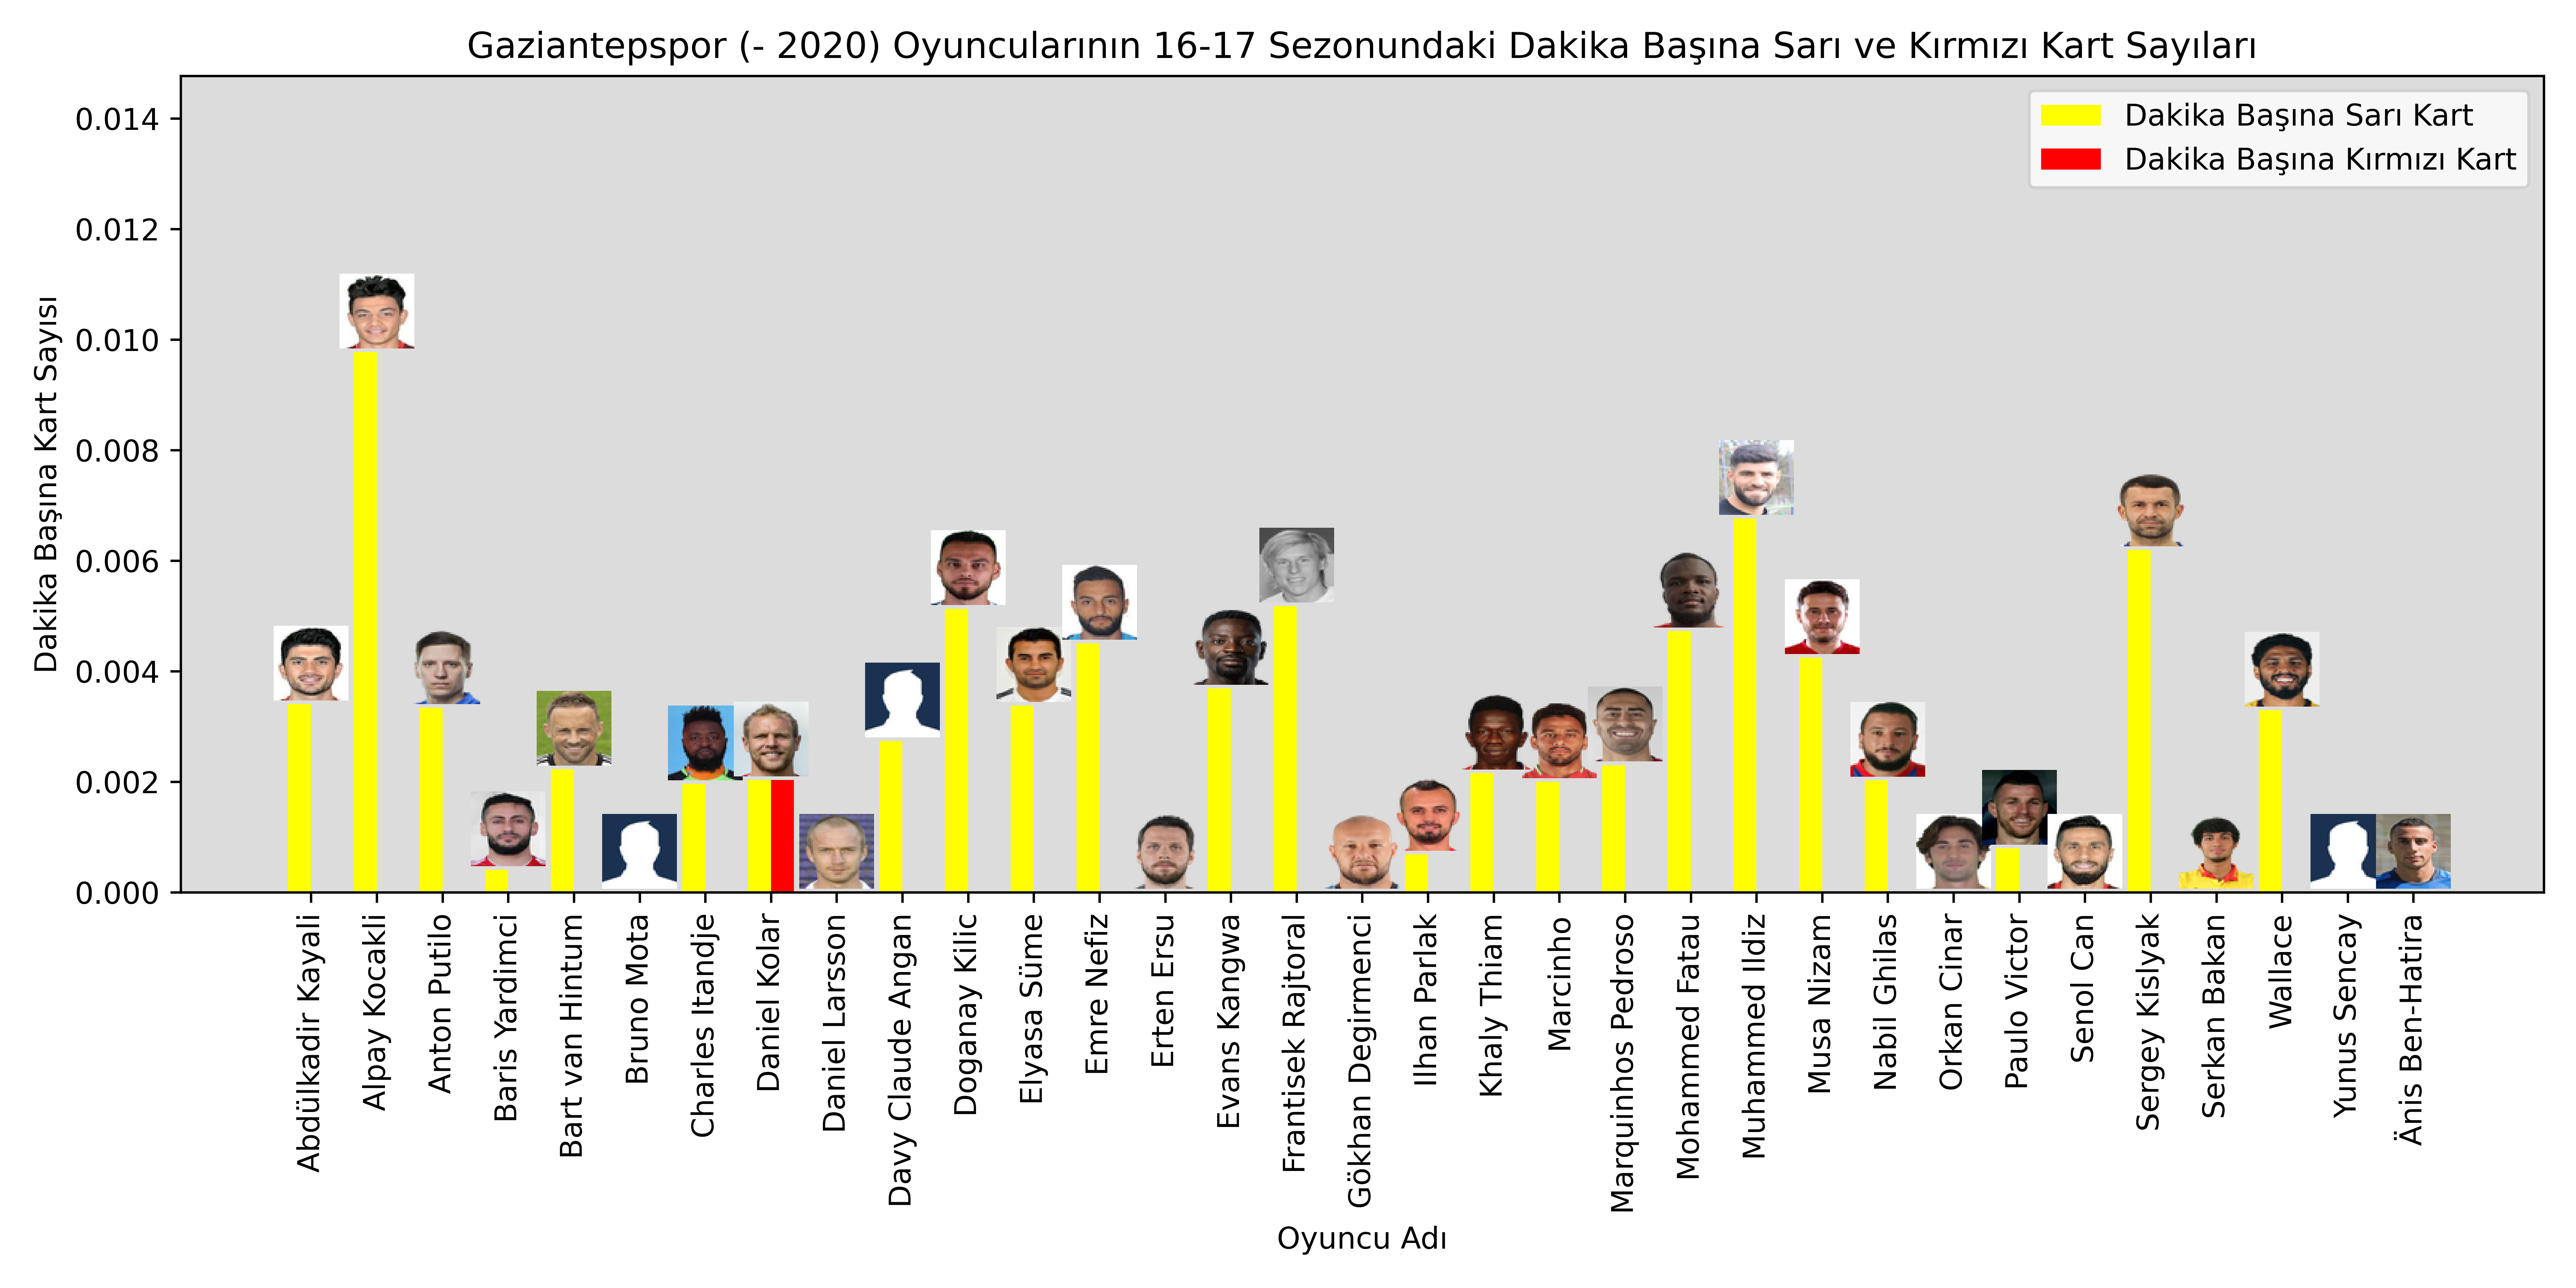 Gaziantepspor (- 2020) Oyuncularının 16-17 Sezonundaki Dakika Başına Sarı ve Kırmızı Kart Sayıları
Dakika Başına Sarı Kart
Dakika Başına Kırmızı Kart
Dakika Başına Kart Sayısı
0.014
0.012
0.010
0.008
0.006
0.004
0.002
0.000
Abdülkadir Kayali
Alpay Kocakli
Anton Putilo
Baris Yardimci
Bart van Hintum
Bruno Mota
Charles Itandje
Daniel Kolar
Daniel Larsson
Davy Claude Angan
Doganay Kilic
Elyasa Süme
Emre Nefiz
Erten Ersu
Evans Kangwa
Frantisek Rajtoral
Gökhan Degirmenci
Ilhan Parlak
Khaly Thiam
Marcinho
Marquinhos Pedroso
Mohammed Fatau
Muhammed Ildiz
Musa Nizam
Nabil Ghilas
Orkan Cinar
Paulo Victor
Senol Can
Sergey Kislyak
Serkan Bakan
Wallace
Yunus Sencay
Änis Ben-Hatira
Oyuncu Adı